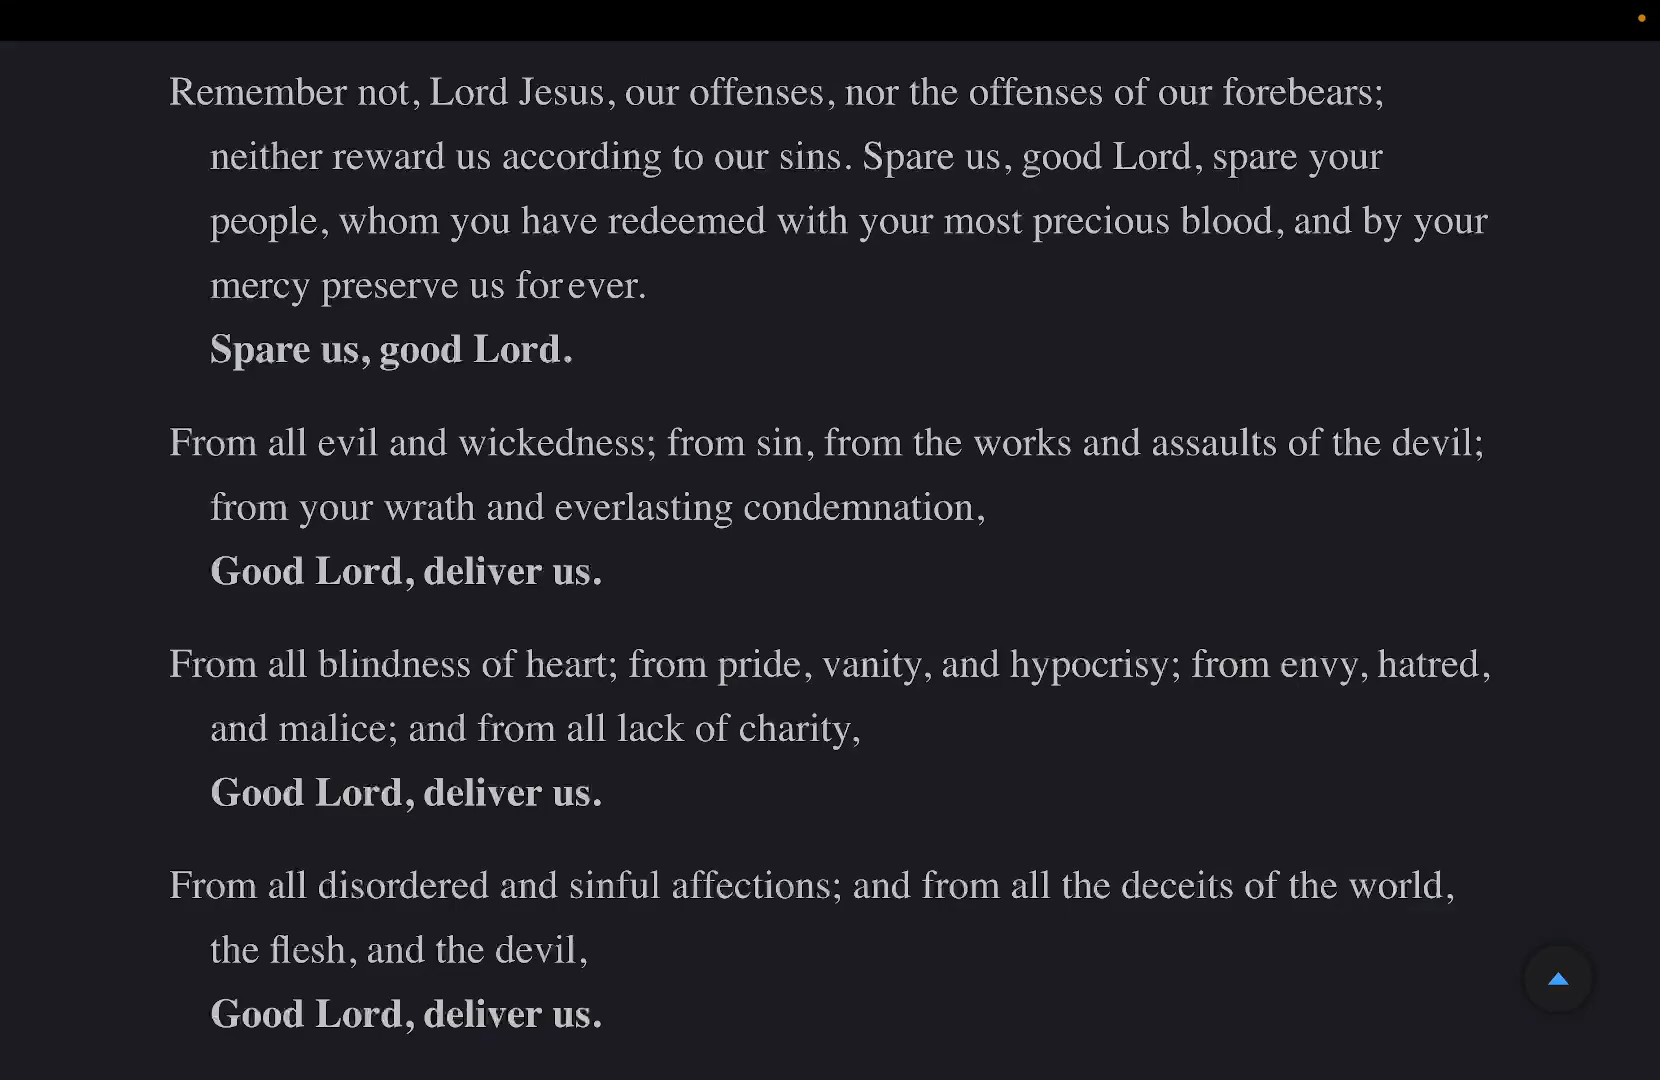 Remember not, Lord Jesus, our offenses, nor the offenses of our forebears;
neither reward us according to our sins. Spare us, good Lord, spare your
people, whom you have redeemed with your most precious blood, and by your
mercy preserve us for ever.
Spare us, good Lord.
From all evil and wickedness; from sin, from the works and assaults of the devil;
from your wrath and everlasting condemnation,
Good Lord, deliver us.
From all blindness of heart; from pride, vanity, and hypocrisy; from envy, hatred,
and malice; and from all lack of charity,
Good Lord, deliver us.
From all disordered and sinful affections; and from all the deceits of the world,
the flesh, and the devil,
Good Lord, deliver us.